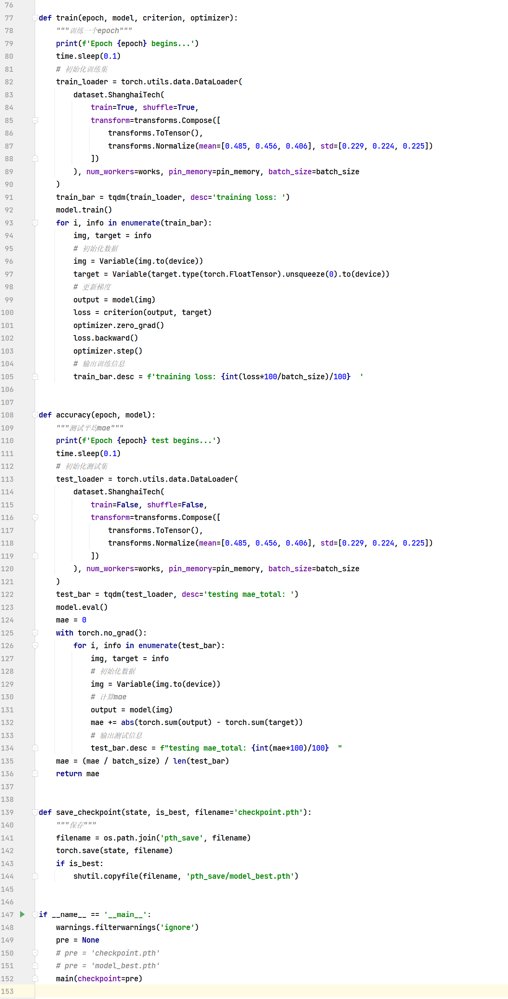 76
77 def train(epoch, model, criterion, optimizer):
78     """训练一个epoch"""
79     print(f'Epoch {epoch} begins...')
80     time.sleep(0.1)
81     # 初始化训练集
82     train_loader = torch.utils.data.DataLoader(
83         dataset.ShanghaiTech(
84             train=True, shuffle=True,
85             transform=transforms.Compose([
86                 transforms.ToTensor(),
87                 transforms.Normalize(mean=[0.485, 0.456, 0.406], std=[0.229, 0.224, 0.225])
88             ])
89         ), num_workers=works, pin_memory=pin_memory, batch_size=batch_size
90     )
91     train_bar = tqdm(train_loader, desc='training loss: ')
92     model.train()
93     for i, info in enumerate(train_bar):
94         img, target = info
95         # 初始化数据
96         img = Variable(img.to(device))
97         target = Variable(target.type(torch.FloatTensor).unsqueeze(0).to(device))
98         # 更新梯度
99         output = model(img)
100         loss = criterion(output, target)
101         optimizer.zero_grad()
102         loss.backward()
103         optimizer.step()
104         # 输出训练信息
105         train_bar.desc = f'training loss: {int(loss*100/batch_size)/100}  '
106
107
108 def accuracy(epoch, model):
109     """测试平均mae"""
110     print(f'Epoch {epoch} test begins...')
111     time.sleep(0.1)
112     # 初始化测试集
113     test_loader = torch.utils.data.DataLoader(
114         dataset.ShanghaiTech(
115             train=False, shuffle=False,
116             transform=transforms.Compose([
117                 transforms.ToTensor(),
118                 transforms.Normalize(mean=[0.485, 0.456, 0.406], std=[0.229, 0.224, 0.225])
119             ])
120         ), num_workers=works, pin_memory=pin_memory, batch_size=batch_size
121     )
122     test_bar = tqdm(test_loader, desc='testing mae_total: ')
123     model.eval()
124     mae = 0
125     with torch.no_grad():
126         for i, info in enumerate(test_bar):
127             img, target = info
128             # 初始化数据
129             img = Variable(img.to(device))
130             # 计算mae
131             output = model(img)
132             mae += abs(torch.sum(output) - torch.sum(target))
133             # 输出测试信息
134             test_bar.desc = f"testing mae_total: {int(mae*100)/100}  "
135     mae = (mae / batch_size) / len(test_bar)
136     return mae
137
138
139 def save_checkpoint(state, is_best, filename='checkpoint.pth'):
140     """保存"""
141     filename = os.path.join('pth_save', filename)
142     torch.save(state, filename)
143     if is_best:
144         shutil.copyfile(filename, 'pth_save/model_best.pth')
145
146
147 if __name__ == '__main__':
148     warnings.filterwarnings('ignore')
149     pre = None
150     # pre = 'checkpoint.pth'
151     # pre = 'model_best.pth'
152     main(checkpoint=pre)
153